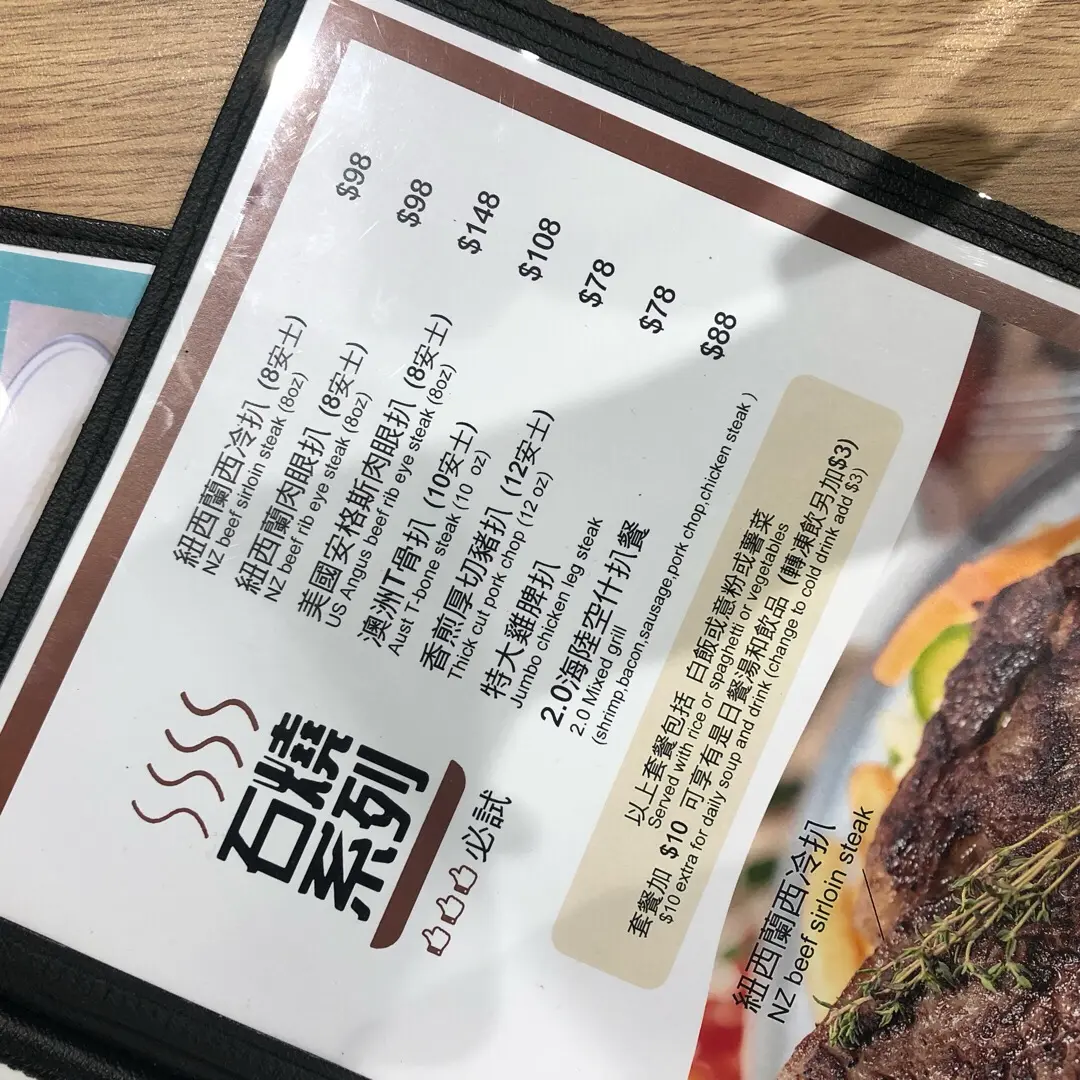 石燒
系列
必試
紐西蘭西冷扒 (8安士) $98
NZ beef sirloin steak (8oz)
紐西蘭肉眼扒 (8安士) $98
NZ beef rib eye steak (8oz)
美國安格斯肉眼扒 (8安士) $148
US Angus beef rib eye steak (8oz)
澳洲T骨扒 (10安士) $108
Aust T-bone steak (10 oz)
香煎厚切豬扒 (12安士) $78
Thick cut pork chop (12 oz)
特大雞脾扒 $78
Jumbo chicken leg steak
2.0海陸空什扒餐 $88
2.0 Mixed grill
(shrimp,bacon,sausage,pork chop,chicken steak )
以上套餐包括 白飯或意粉或薯菜
Served with rice or spaghetti or vegetables
套餐加 $10 可享有是日餐湯和飲品 (轉凍飲另加$3)
$10 extra for daily soup and drink (change to cold drink add $3)
紐西蘭西冷扒
NZ beef sirloin steak